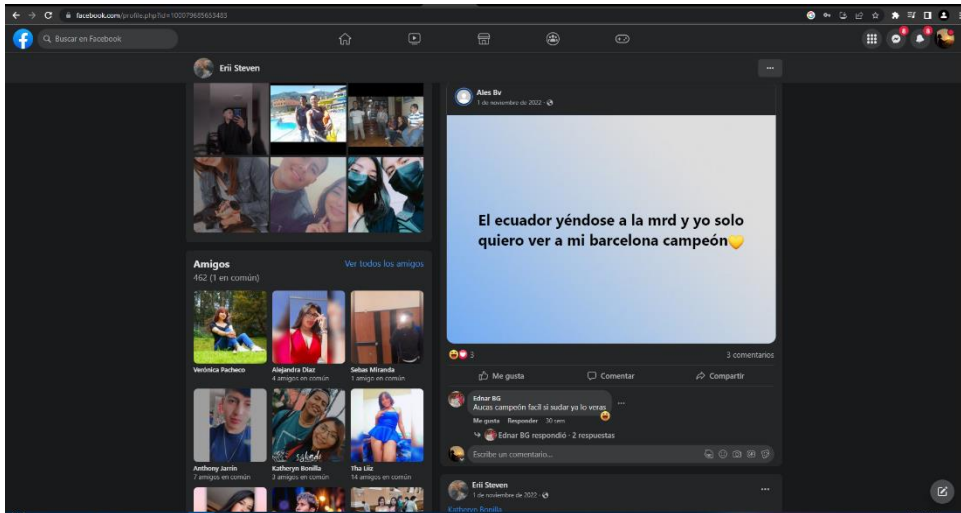 facebook.com/profile.php?id=100079685653483
Buscar en Facebook
Erii Steven
Amigos
Ver todos los amigos
462 (1 en común)
Verónica Pacheco
Alejandra Diaz
4 amigos en común
Sebas Miranda
1 amigo en común
Anthony Jarrin
7 amigos en común
Katheryn Bonilla
3 amigos en común
Tha Liiz
14 amigos en común
Ales Bv
1 de noviembre de 2022
El ecuador yéndose a la mrd y yo solo
quiero ver a mi barcelona campeón💛
3
3 comentarios
Me gusta
Comentar
Compartir
Ednar BG
Aucas campeón facil si sudar ya lo veras
Me gusta Responder 30 sem
Ednar BG respondió · 2 respuestas
Escribe un comentario...
Erii Steven
1 de noviembre de 2022
Katheryn Bonilla